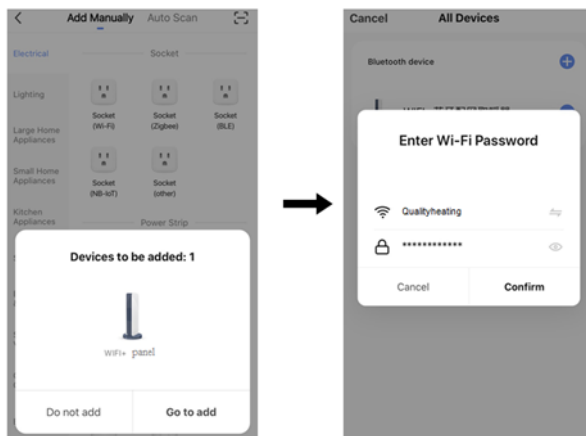 Add Manually Auto Scan
Electrical
Socket
Lighting
Socket
(Wi-Fi)
Socket
(Zigbee)
Socket
(BLE)
Large Home
Appliances
Small Home
Appliances
Socket
(NB-IoT)
Socket
(other)
Kitchen
Appliances
Power Strip
Devices to be added: 1
WIFI+ panel
Do not add
Go to add
Cancel All Devices
Bluetooth device
Enter Wi-Fi Password
Qualityheating
************
Cancel
Confirm